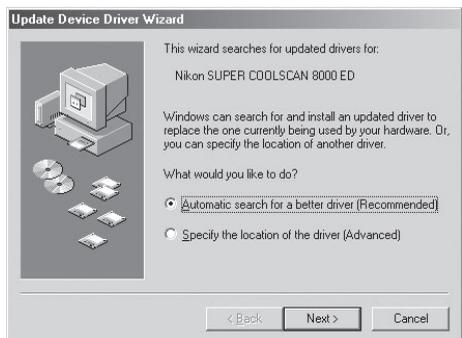 Update Device Driver Wizard
This wizard searches for updated drivers for:
Nikon SUPER COOLSCAN 8000 ED
Windows can search for and install an updated driver to
replace the one currently being used by your hardware. Or,
you can specify the location of another driver.
What would you like to do?
Automatic search for a better driver (Recommended)
Specify the location of the driver (Advanced)
< Back
Next >
Cancel